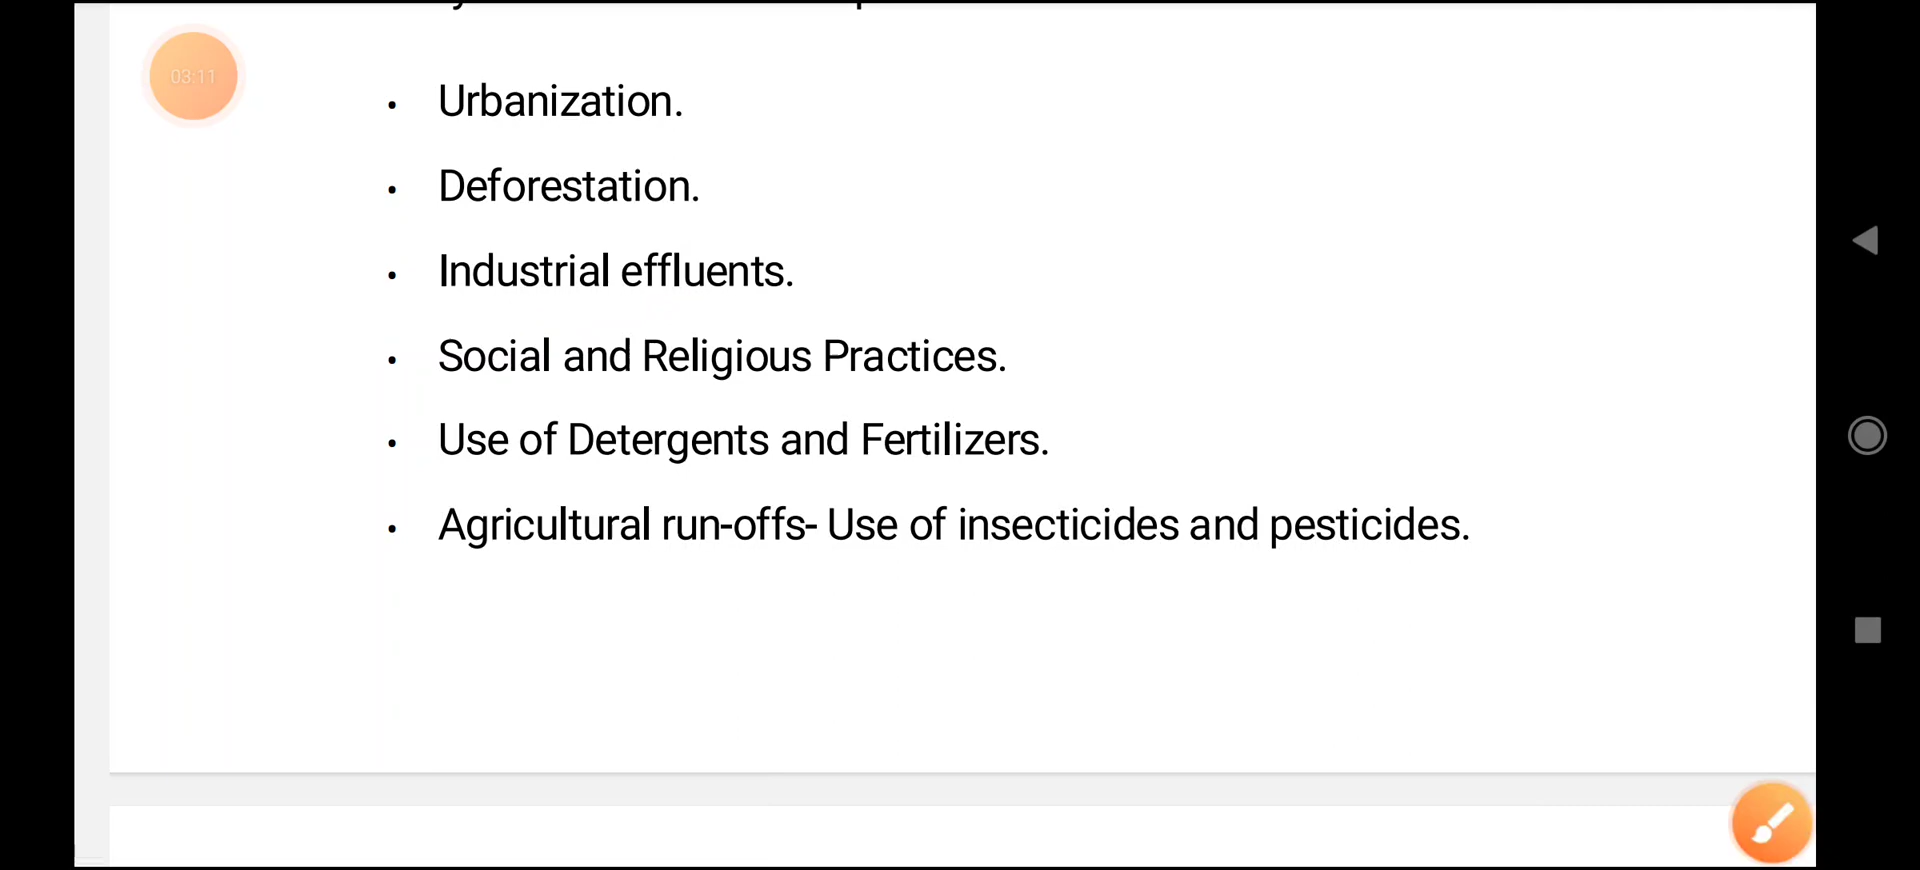 03:11
• Urbanization.
• Deforestation.
• Industrial effluents.
• Social and Religious Practices.
• Use of Detergents and Fertilizers.
• Agricultural run-offs- Use of insecticides and pesticides.